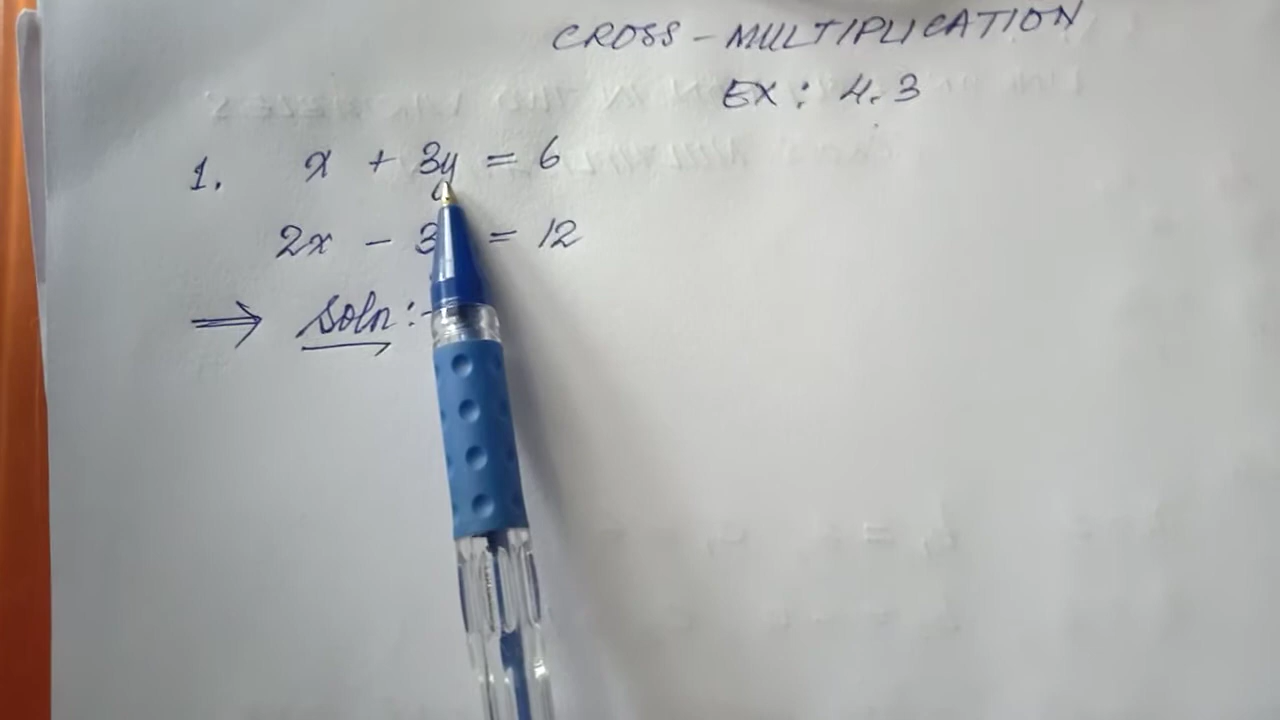 CROSS - MULTIPLICATION
EX : 4.3
1. x + 3y = 6
2x - 3 = 12
⇒ Soln :-